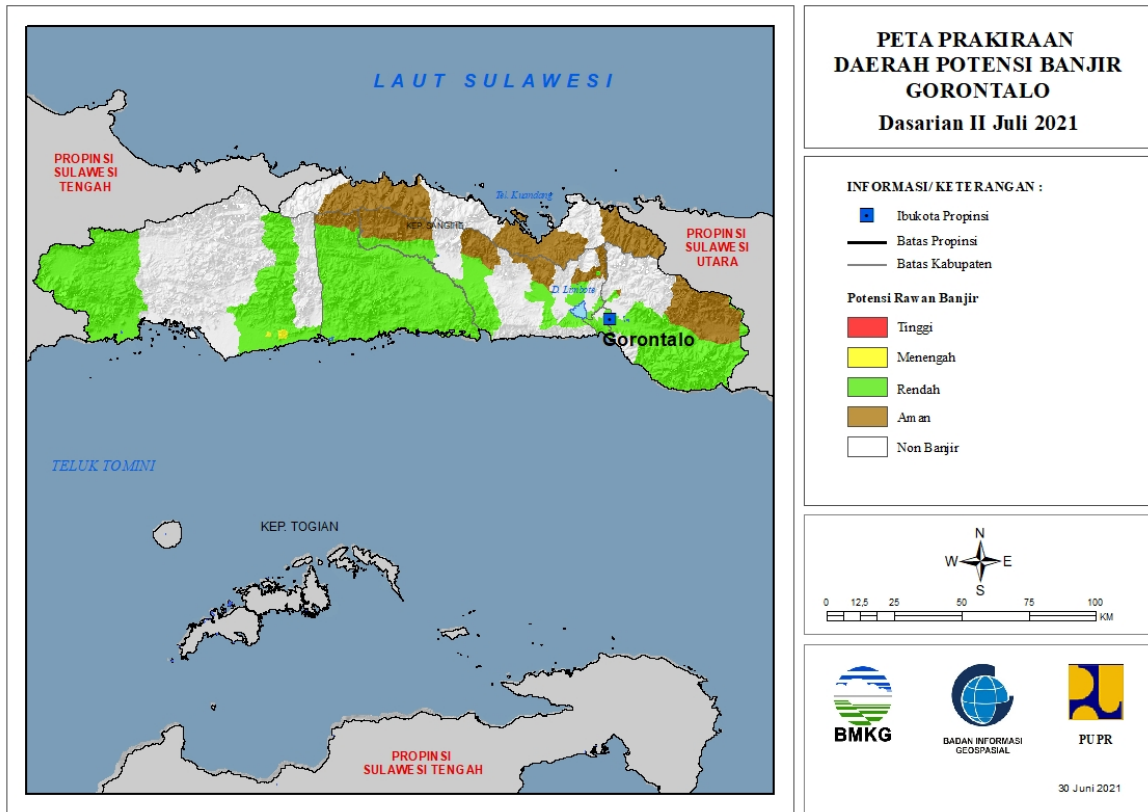 LAUT SULAWESI
PROPINSI
SULAWESI
TENGAH
Tel. Kwandang
KEP. SANGIHE
PROPINSI
SULAWESI
UTARA
D. Limboto
Gorontalo
TELUK TOMINI
KEP. TOGIAN
PROPINSI
SULAWESI TENGAH
PETA PRAKIRAAN
DAERAH POTENSI BANJIR
GORONTALO
Dasarian II Juli 2021
INFORMASI/ KETERANGAN :
Ibukota Propinsi
Batas Propinsi
Batas Kabupaten
Potensi Rawan Banjir
Tinggi
Menengah
Rendah
Aman
Non Banjir
N
W E
S
0 12,5 25 50 75 100
KM
BMKG
BADAN INFORMASI
GEOSPASIAL
PUPR
30 Juni 2021